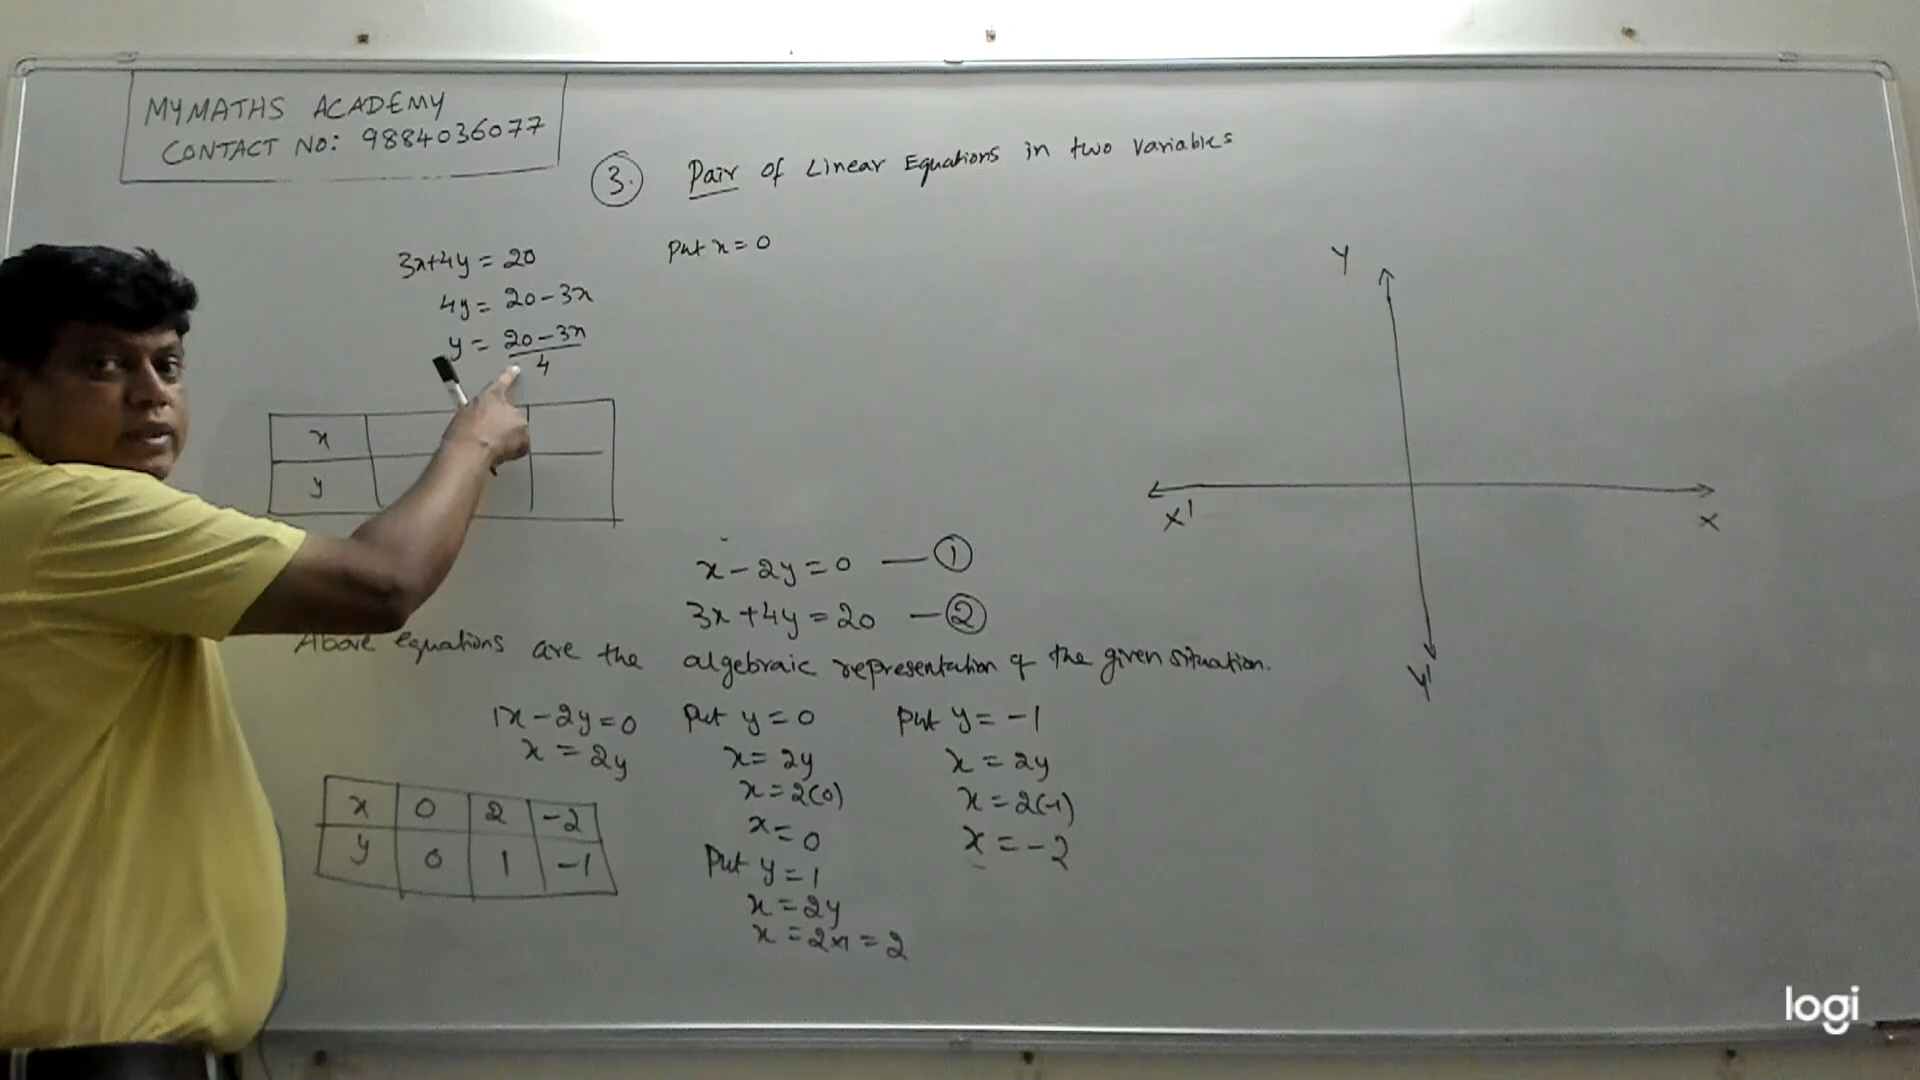 MYMATHS ACADEMY
CONTACT NO: 9884036077
3. Pair of Linear Equations in two variables
3x+4y = 20
4y = 20-3x
y = 20-3x
4
Put x = 0
x
y
Y
X'
X
Y'
x - 2y = 0 — 1
3x + 4y = 20 — 2
Above equations are the algebraic representation of the given situation.
1x - 2y = 0
x = 2y
x 0 2 -2
y 0 1 -1
Put y = 0
x = 2y
x = 2(0)
x = 0
Put y = 1
x = 2y
x = 2×1 = 2
Put y = -1
x = 2y
x = 2(-1)
x = -2
logi